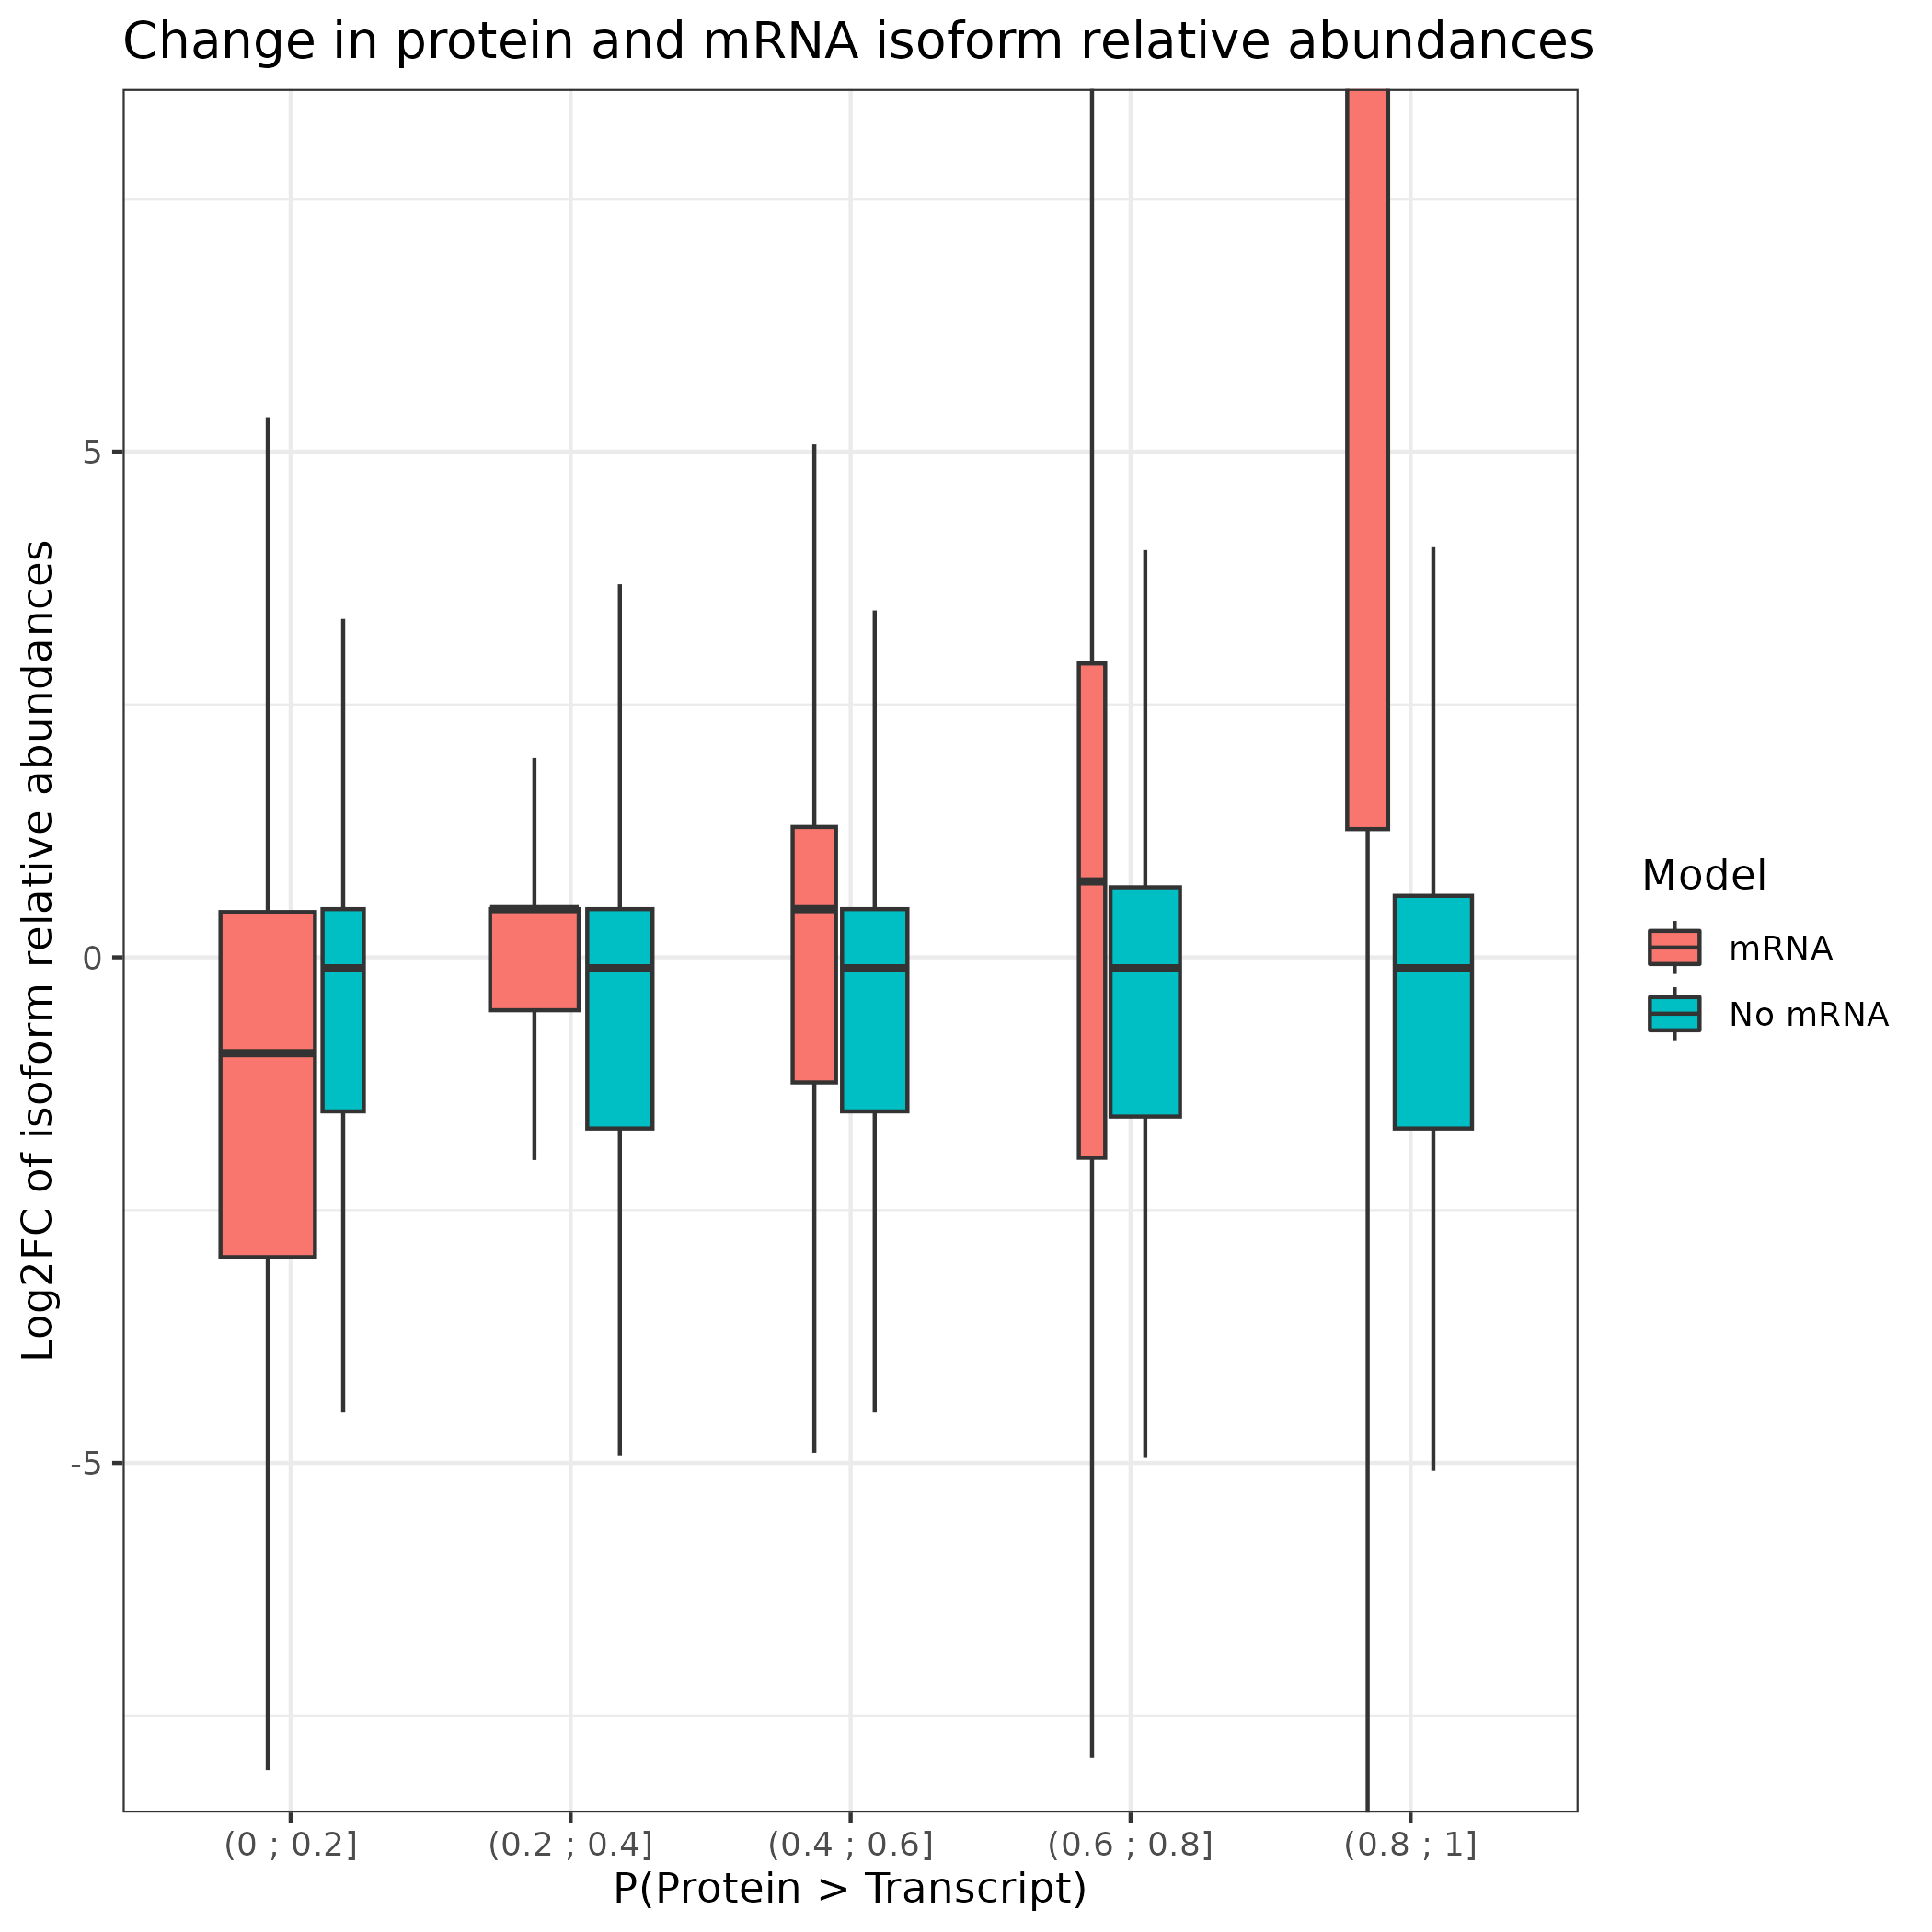 Change in protein and mRNA isoform relative abundances
Log2FC of isoform relative abundances
5
0
-5
(0 ; 0.2]
(0.2 ; 0.4]
(0.4 ; 0.6]
(0.6 ; 0.8]
(0.8 ; 1]
P(Protein > Transcript)
Model
mRNA
No mRNA